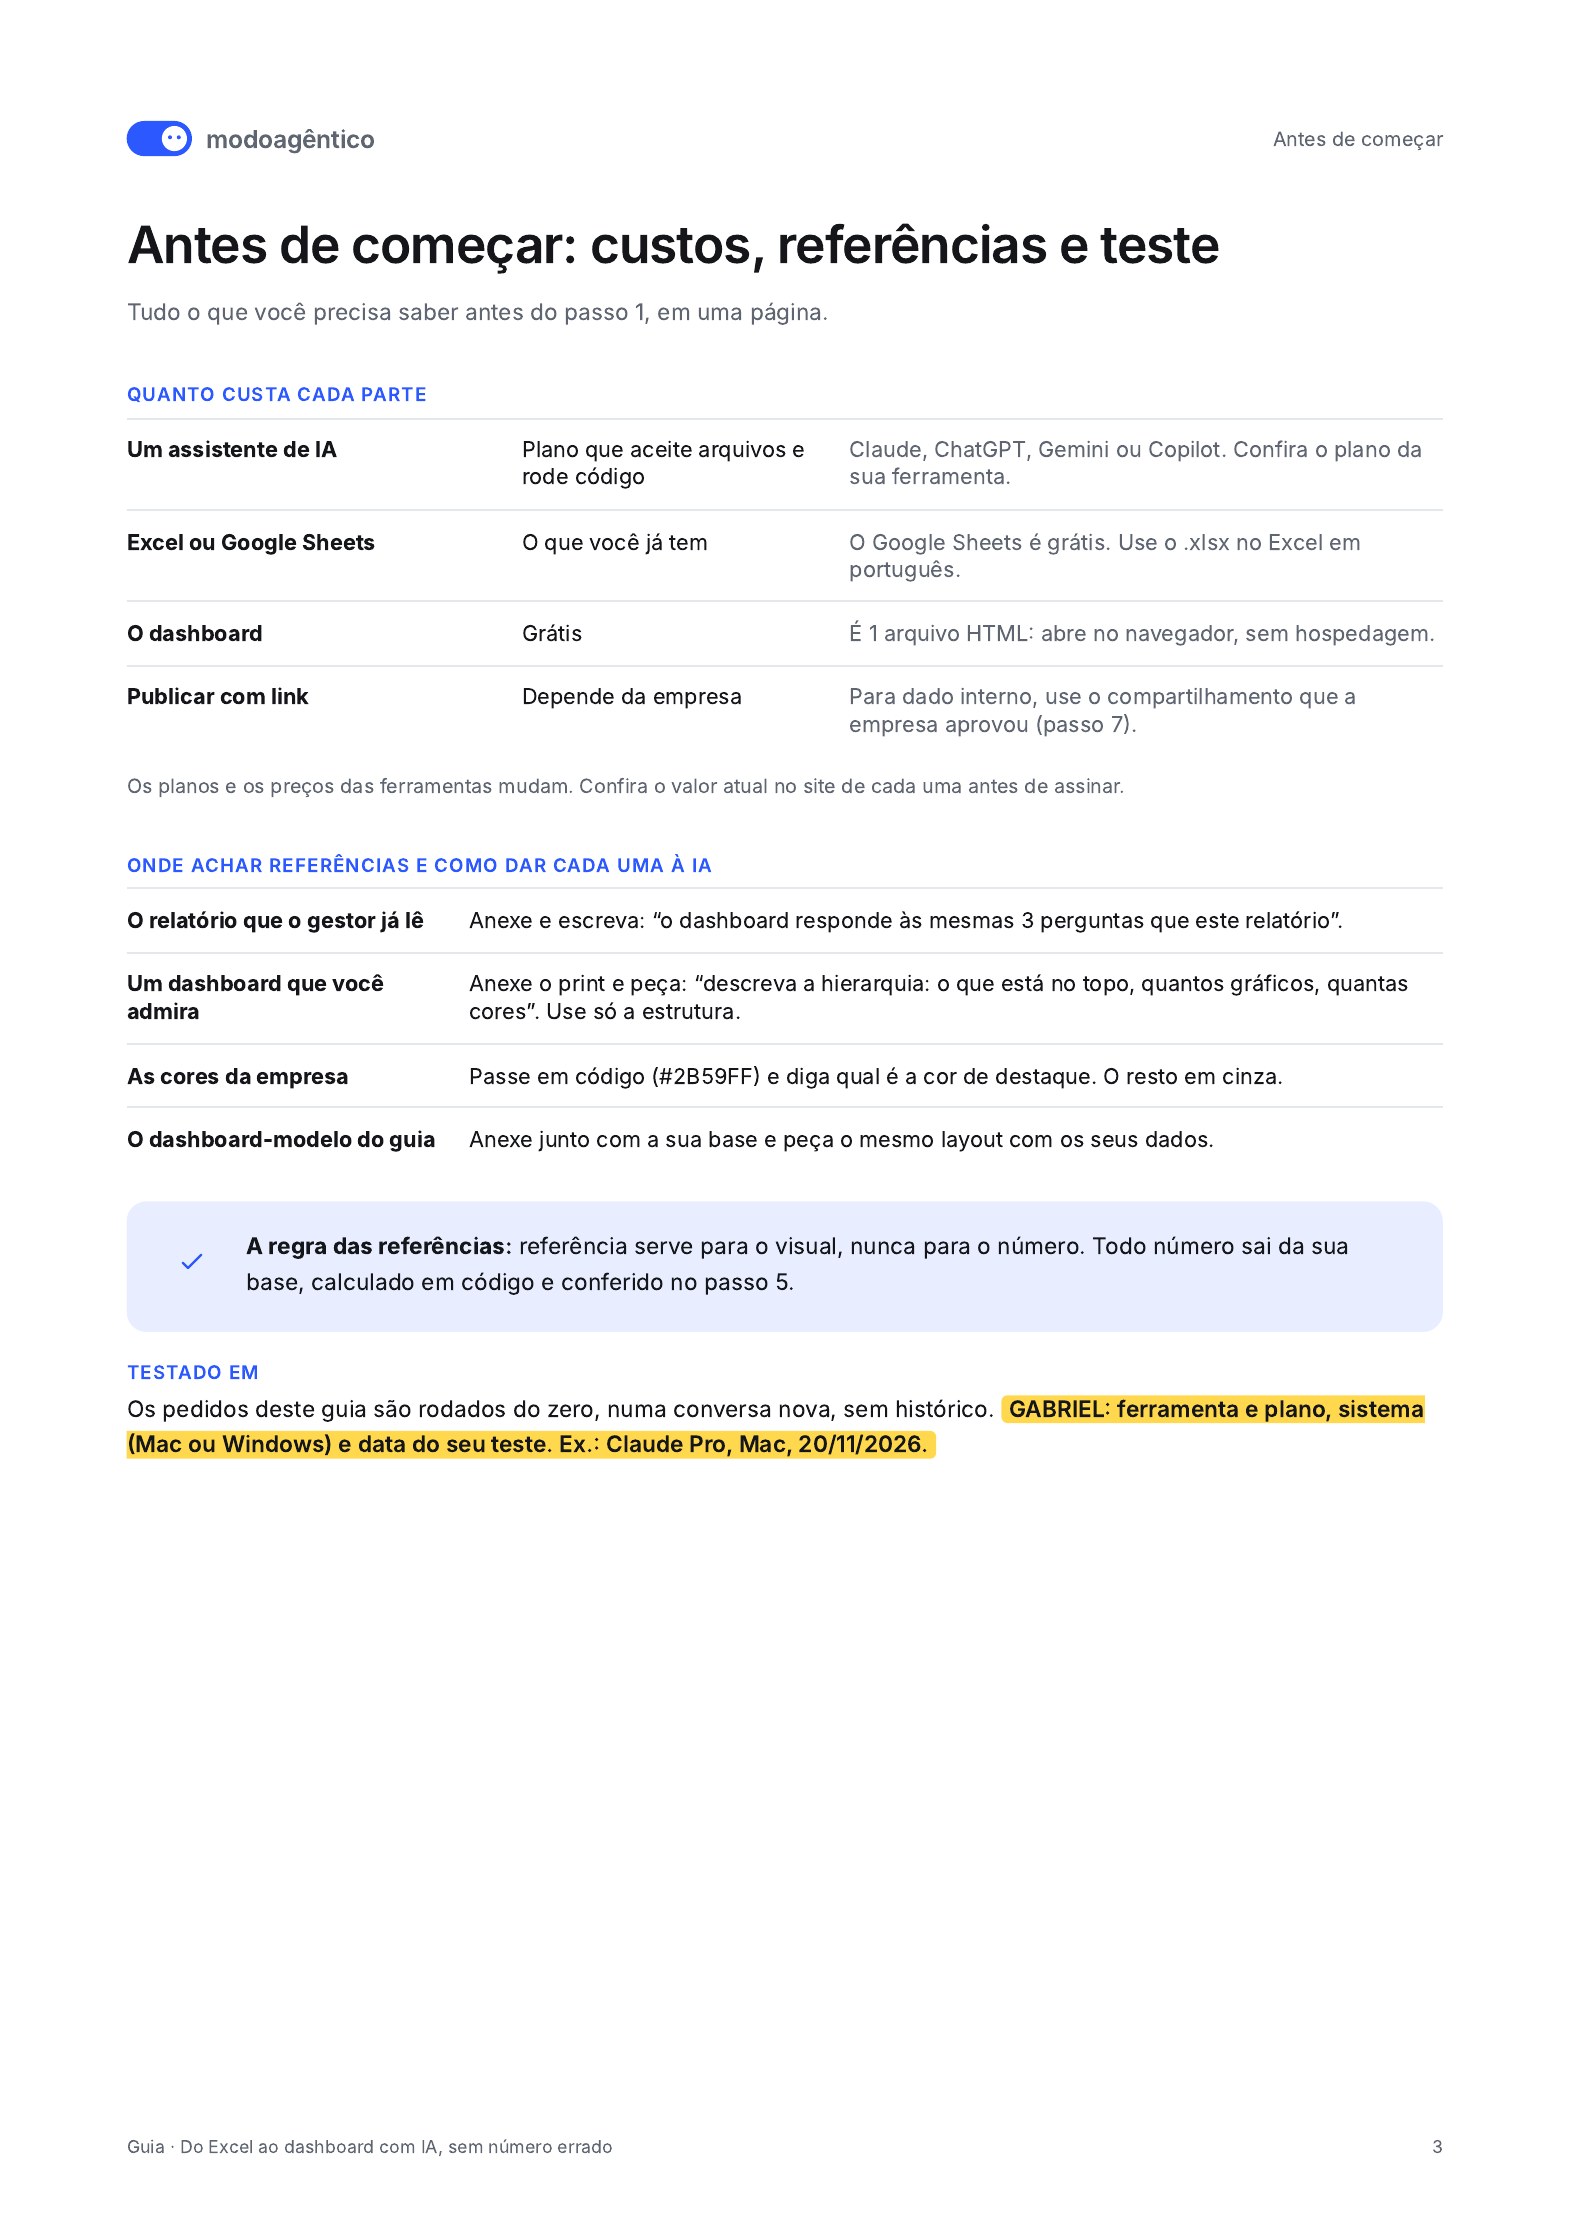 modoagêntico
Antes de começar
Antes de começar: custos, referências e teste
Tudo o que você precisa saber antes do passo 1, em uma página.
QUANTO CUSTA CADA PARTE
Um assistente de IA
Plano que aceite arquivos e
rode código
Claude, ChatGPT, Gemini ou Copilot. Confira o plano da
sua ferramenta.
Excel ou Google Sheets
O que você já tem
O Google Sheets é grátis. Use o .xlsx no Excel em
português.
O dashboard
Grátis
É 1 arquivo HTML: abre no navegador, sem hospedagem.
Publicar com link
Depende da empresa
Para dado interno, use o compartilhamento que a
empresa aprovou (passo 7).
Os planos e os preços das ferramentas mudam. Confira o valor atual no site de cada uma antes de assinar.
ONDE ACHAR REFERÊNCIAS E COMO DAR CADA UMA À IA
O relatório que o gestor já lê
Anexe e escreva: “o dashboard responde às mesmas 3 perguntas que este relatório”.
Um dashboard que você
admira
Anexe o print e peça: “descreva a hierarquia: o que está no topo, quantos gráficos, quantas
cores”. Use só a estrutura.
As cores da empresa
Passe em código (#2B59FF) e diga qual é a cor de destaque. O resto em cinza.
O dashboard-modelo do guia
Anexe junto com a sua base e peça o mesmo layout com os seus dados.
A regra das referências: referência serve para o visual, nunca para o número. Todo número sai da sua
base, calculado em código e conferido no passo 5.
TESTADO EM
Os pedidos deste guia são rodados do zero, numa conversa nova, sem histórico. GABRIEL: ferramenta e plano, sistema
(Mac ou Windows) e data do seu teste. Ex.: Claude Pro, Mac, 20/11/2026.
Guia · Do Excel ao dashboard com IA, sem número errado
3